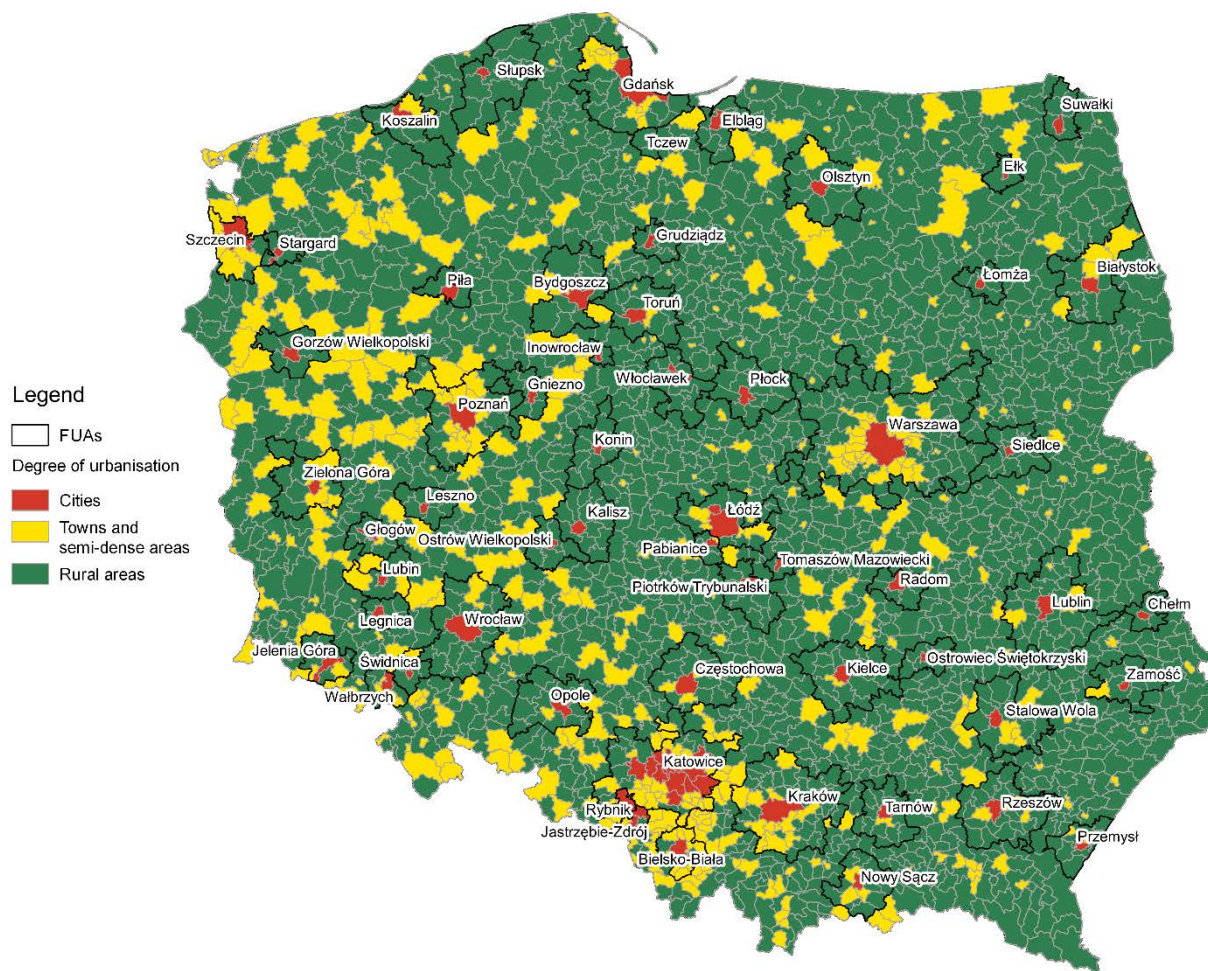 Słupsk
Gdańsk
Koszalin
Elbląg
Suwałki
Tczew
Ełk
Olsztyn
Szczecin
Stargard
Grudziądz
Piła
Bydgoszcz
Łomża
Białystok
Toruń
Gorzów Wielkopolski
Inowrocław
Włocławek
Płock
Gniezno
Poznań
Legend
FUAs
Degree of urbanisation
Cities
Towns and
semi-dense areas
Rural areas
Warszawa
Konin
Siedlce
Zielona Góra
Leszno
Kalisz
Łódź
Głogów
Ostrów Wielkopolski
Pabianice
Tomaszów Mazowiecki
Lubin
Piotrków Trybunalski
Radom
Lublin
Chełm
Legnica
Wrocław
Jelenia Góra
Świdnica
Częstochowa
Kielce
Ostrowiec Świętokrzyski
Zamość
Wałbrzych
Opole
Stalowa Wola
Katowice
Rybnik
Kraków
Tarnów
Rzeszów
Jastrzębie-Zdrój
Przemysł
Bielsko-Biała
Nowy Sącz